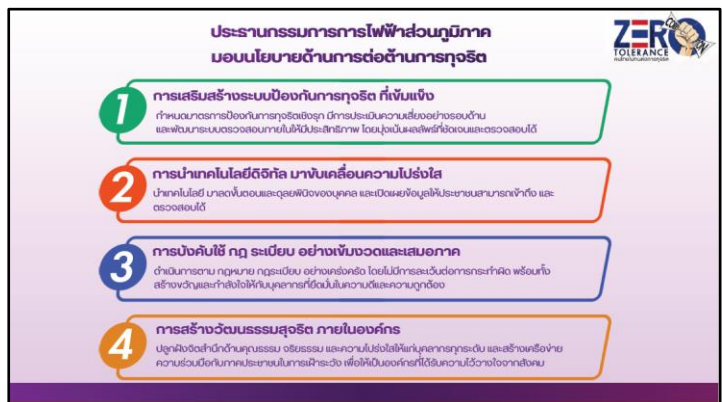 ประธานกรรมการการไฟฟ้าส่วนภูมิภาค
มอบนโยบายด้านการต่อต้านการทุจริต
ZERO
TOLERANCE
คนไทยไม่ทนต่อการทุจริต
1
การเสริมสร้างระบบป้องกันการทุจริต ที่เข้มแข็ง
กำหนดมาตรการป้องกันการทุจริตเชิงรุก มีการประเมินความเสี่ยงอย่างรอบด้าน
และพัฒนาระบบตรวจสอบภายในให้มีประสิทธิภาพ โดยมุ่งเน้นผลลัพธ์ที่ชัดเจนและตรวจสอบได้
2
การนำเทคโนโลยีดิจิทัล มาขับเคลื่อนความโปร่งใส
นำเทคโนโลยี มาลดขั้นตอนและดุลยพินิจของบุคคล และเปิดเผยข้อมูลให้ประชาชนสามารถเข้าถึง และ
ตรวจสอบได้
3
การบังคับใช้ กฎ ระเบียบ อย่างเข้มงวดและเสมอภาค
ดำเนินการตาม กฎหมาย กฎระเบียบ อย่างเคร่งครัด โดยไม่มีการละเว้นต่อการกระทำผิด พร้อมทั้ง
สร้างขวัญและกำลังใจให้กับบุคลากรที่ยึดมั่นในความดีและความถูกต้อง
4
การสร้างวัฒนธรรมสุจริต ภายในองค์กร
ปลูกฝังจิตสำนึกด้านคุณธรรม จริยธรรม และความโปร่งใสให้แก่บุคลากรทุกระดับ และสร้างเครือข่าย
ความร่วมมือกับภาคประชาชนในการเฝ้าระวัง เพื่อให้เป็นองค์กรที่ได้รับความไว้วางใจจากสังคม